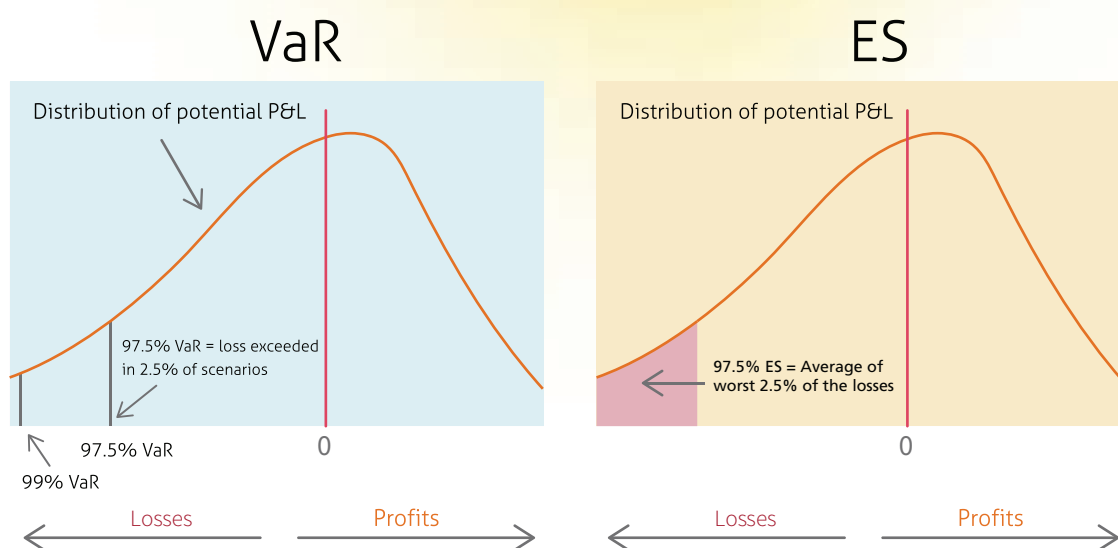 VaR
Distribution of potential P&L
97.5% VaR = loss exceeded
in 2.5% of scenarios
97.5% VaR
99% VaR
0
Losses
Profits
ES
Distribution of potential P&L
97.5% ES = Average of
worst 2.5% of the losses
0
Losses
Profits